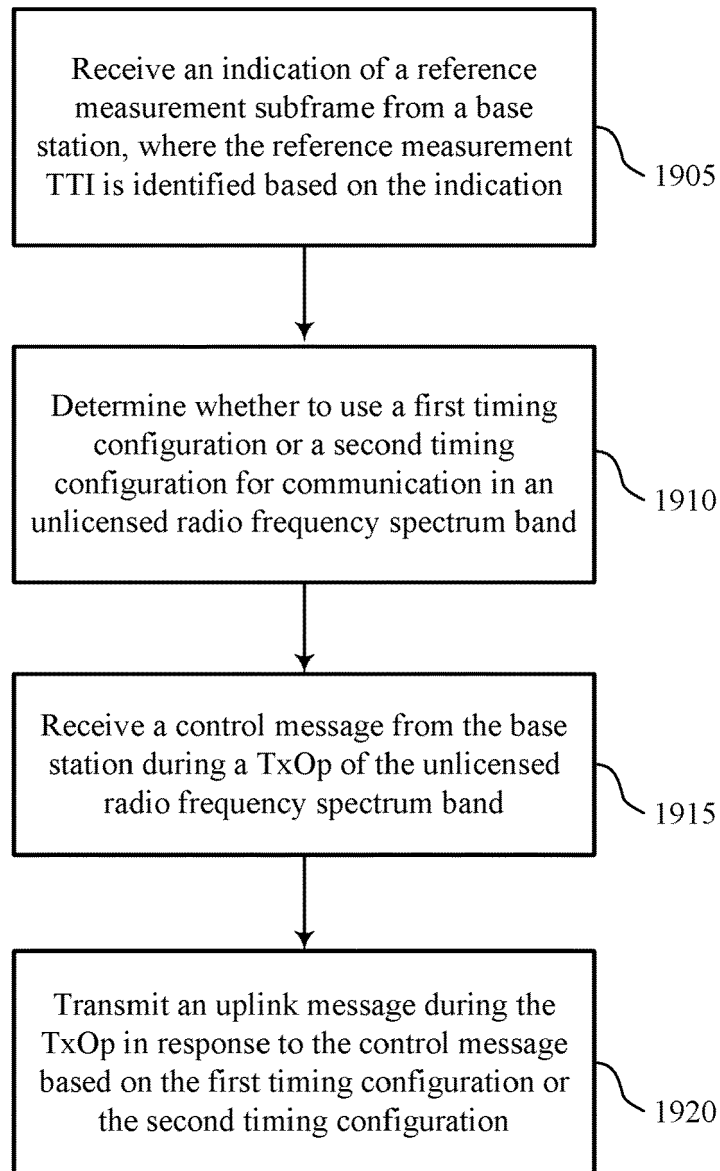 Receive an indication of a reference
measurement subframe from a base
station, where the reference measurement
TTI is identified based on the indication
1905
Determine whether to use a first timing
configuration or a second timing
configuration for communication in an
unlicensed radio frequency spectrum band
1910
Receive a control message from the base
station during a TxOp of the unlicensed
radio frequency spectrum band
1915
Transmit an uplink message during the
TxOp in response to the control message
based on the first timing configuration or
the second timing configuration
1920